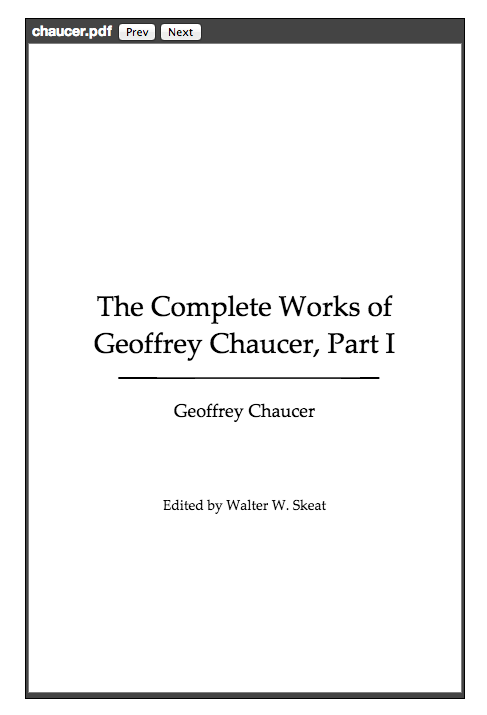 chaucer.pdf Prev Next
The Complete Works of
Geoffrey Chaucer, Part I
Geoffrey Chaucer
Edited by Walter W. Skeat